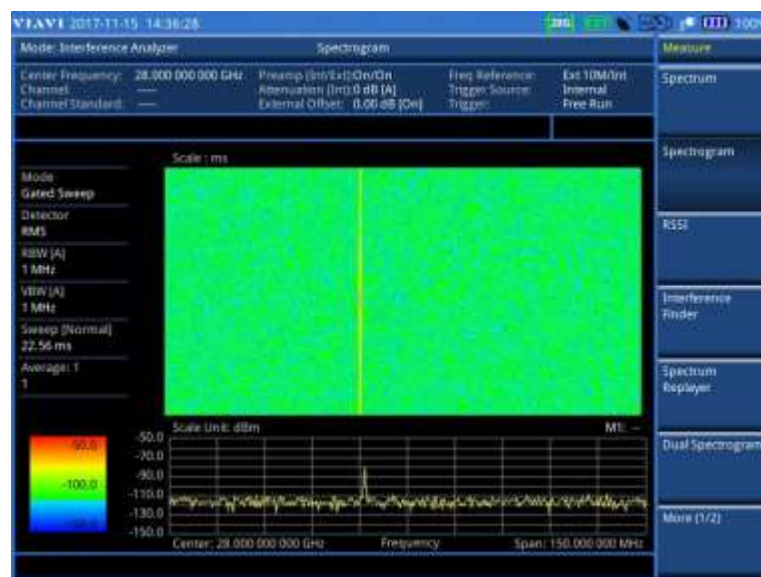 VIAVI 2017-11-15 14:36:28
100%
Mode: Interference Analyzer
Spectrogram
Measure
Center Frequency: 28.000 000 000 GHz
Channel: ----
Channel Standard: ----
Preamp (Int/Ext): On/On
Attenuation (Int): 0 dB [A]
External Offset: 0.00 dB [On]
Freq Reference: Ext 10M/Int
Trigger Source: Internal
Trigger: Free Run
Spectrum
Spectrogram
RSSI
Interference Finder
Spectrum Replayer
Dual Spectrogram
More (1/2)
Scale : ms
Mode
Gated Sweep
Detector
RMS
RBW [A]
1 MHz
VBW [A]
1 MHz
Sweep [Normal]
22.56 ms
Average: 1
1
Scale Unit: dBm
M1: --
-50.0
-100.0
-50.0
-70.0
-90.0
-110.0
-130.0
-150.0
Center: 28.000 000 000 GHz
Frequency
Span: 150.000 000 MHz